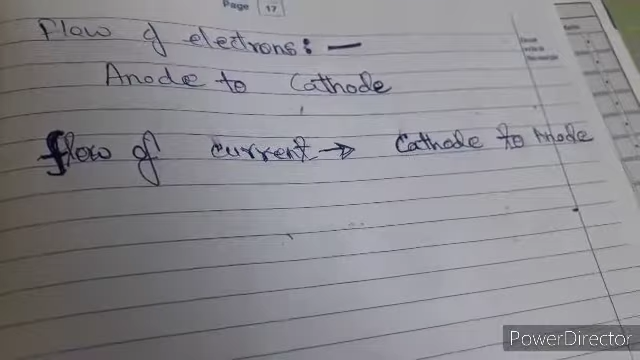 Page 17
Flow of electrons: —
Anode to Cathode
flow of current → Cathode to Anode
PowerDirector